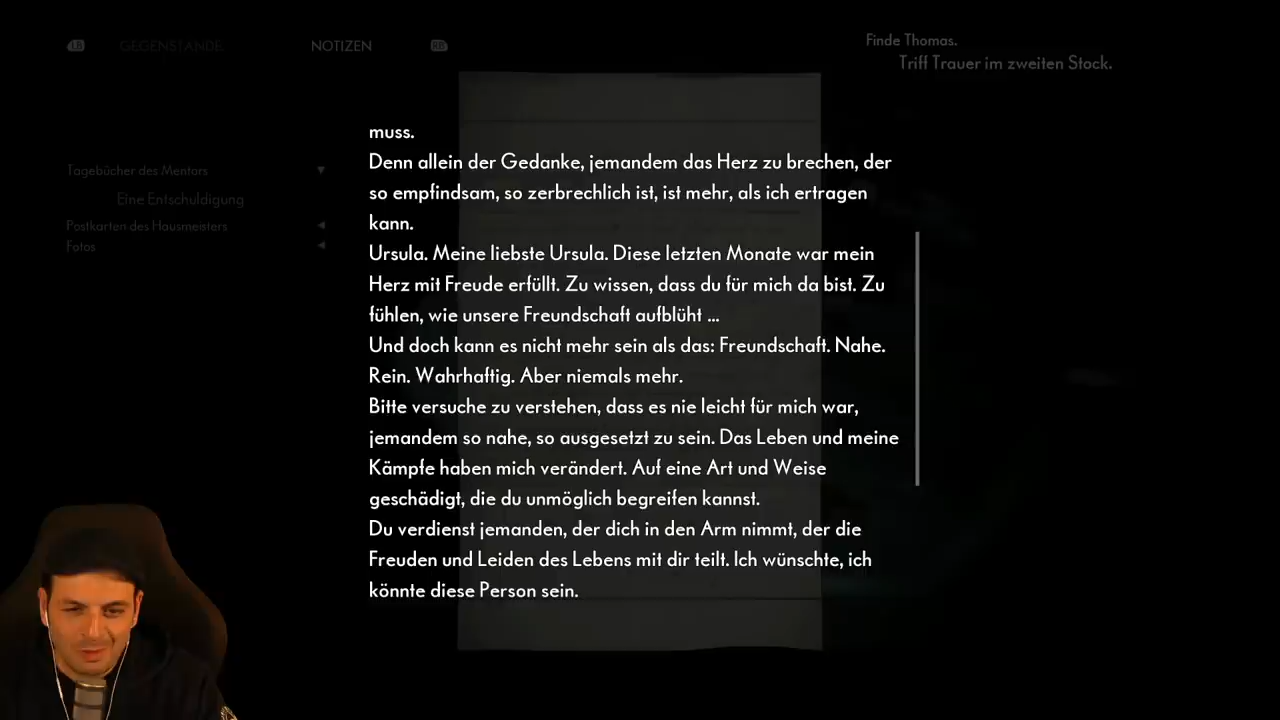 LB GEGENSTÄNDE NOTIZEN RB
Finde Thomas.
Triff Trauer im zweiten Stock.
Tagebücher des Mentors
Eine Entschuldigung
Postkarten des Hausmeisters
Fotos
muss.
Denn allein der Gedanke, jemandem das Herz zu brechen, der
so empfindsam, so zerbrechlich ist, ist mehr, als ich ertragen
kann.
Ursula. Meine liebste Ursula. Diese letzten Monate war mein
Herz mit Freude erfüllt. Zu wissen, dass du für mich da bist. Zu
fühlen, wie unsere Freundschaft aufblüht ...
Und doch kann es nicht mehr sein als das: Freundschaft. Nahe.
Rein. Wahrhaftig. Aber niemals mehr.
Bitte versuche zu verstehen, dass es nie leicht für mich war,
jemandem so nahe, so ausgesetzt zu sein. Das Leben und meine
Kämpfe haben mich verändert. Auf eine Art und Weise
geschädigt, die du unmöglich begreifen kannst.
Du verdienst jemanden, der dich in den Arm nimmt, der die
Freuden und Leiden des Lebens mit dir teilt. Ich wünschte, ich
könnte diese Person sein.